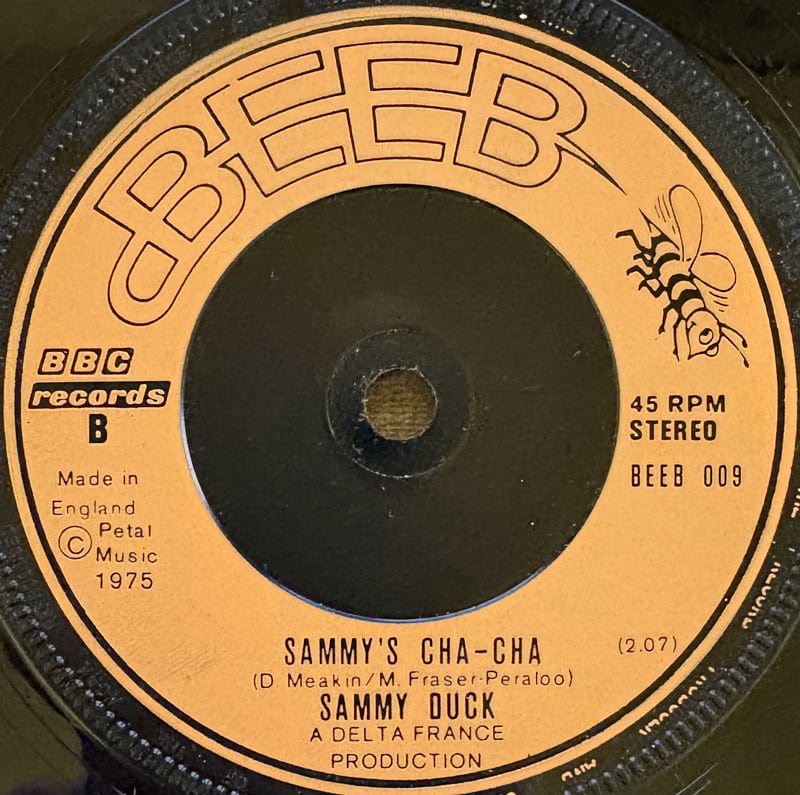 BEEB
BBC
records
B
45 RPM
STEREO
BEEB 009
Made in
England
© Petal
Music
1975
SAMMY'S CHA-CHA (2.07)
(D. Meakin/M. Fraser-Peraloo)
SAMMY DUCK
A DELTA FRANCE
PRODUCTION